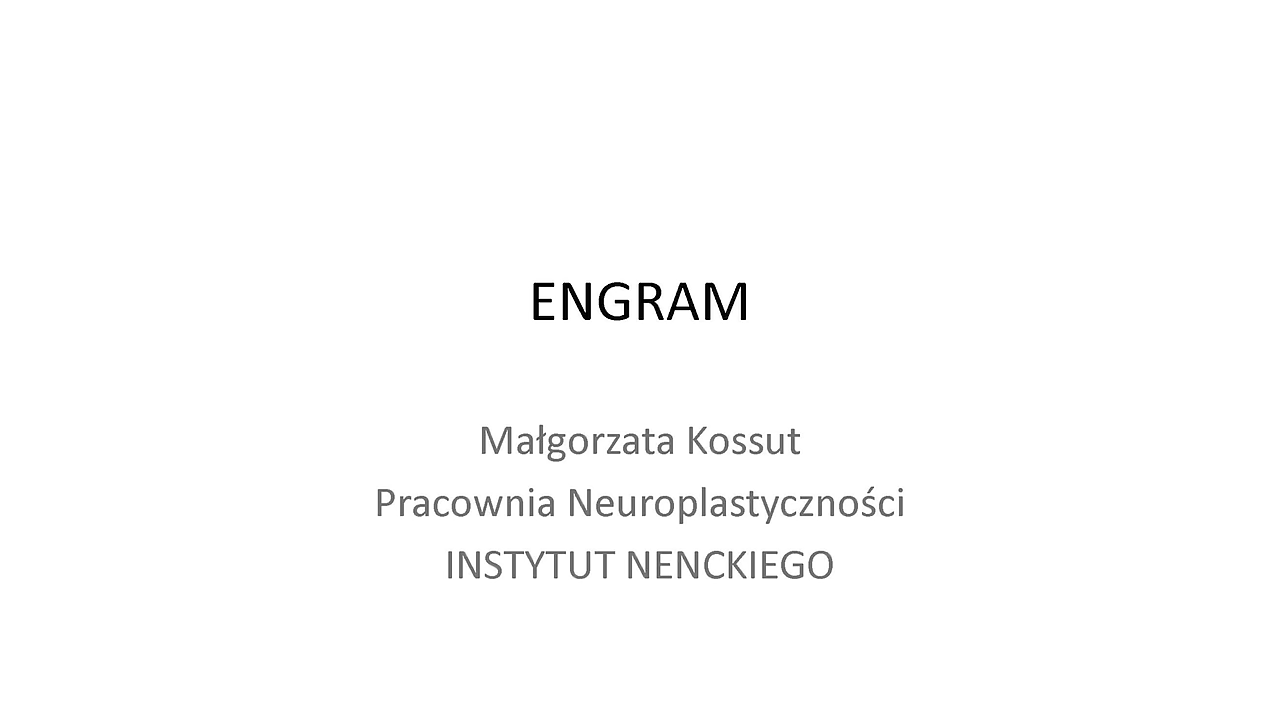 ENGRAM
Małgorzata Kossut
Pracownia Neuroplastyczności
INSTYTUT NENCKIEGO